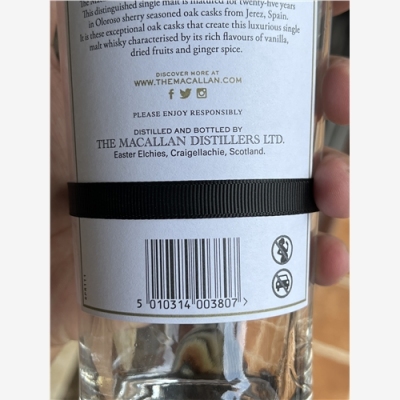 This distinguished single malt is matured for twenty-five years
in Oloroso sherry seasoned oak casks from Jerez, Spain.
It is these exceptional oak casks that create this luxurious single
malt whisky characterised by its rich flavours of vanilla,
dried fruits and ginger spice.
DISCOVER MORE AT
WWW.THEMACALLAN.COM
PLEASE ENJOY RESPONSIBLY
DISTILLED AND BOTTLED BY
THE MACALLAN DISTILLERS LTD.
Easter Elchies, Craigellachie, Scotland.
5 010314 003807 >